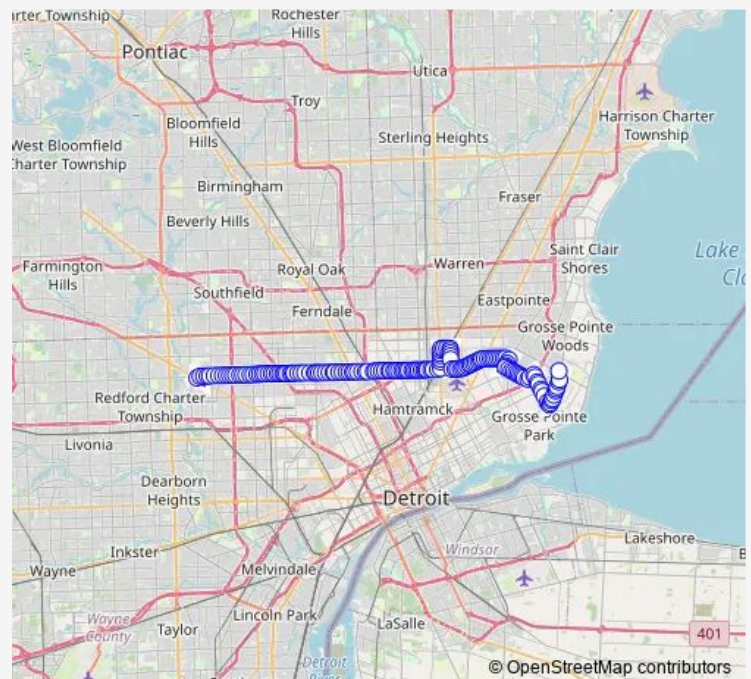 arter Township
Rochester
Hills
Pontiac
Utica
Troy
Harrison Charter
Township
Bloomfield
Hills
Sterling Heights
West Bloomfield
Charter Township
Birmingham
Fraser
Beverly Hills
Saint Clair
Shores
Lake
Farmington
Hills
Royal Oak
Warren
Southfield
Eastpointe
Ferndale
Grosse Pointe
Woods
Redford Charter
Township
Hamtramck
Grosse Pointe
Park
Livonia
Dearborn
Heights
Detroit
Inkster
Windsor
Lakeshore
Wayne
Melvindale
Wayne
County
Lincoln Park
LaSalle
Taylor
401
Detroit
© OpenStreetMap contributors